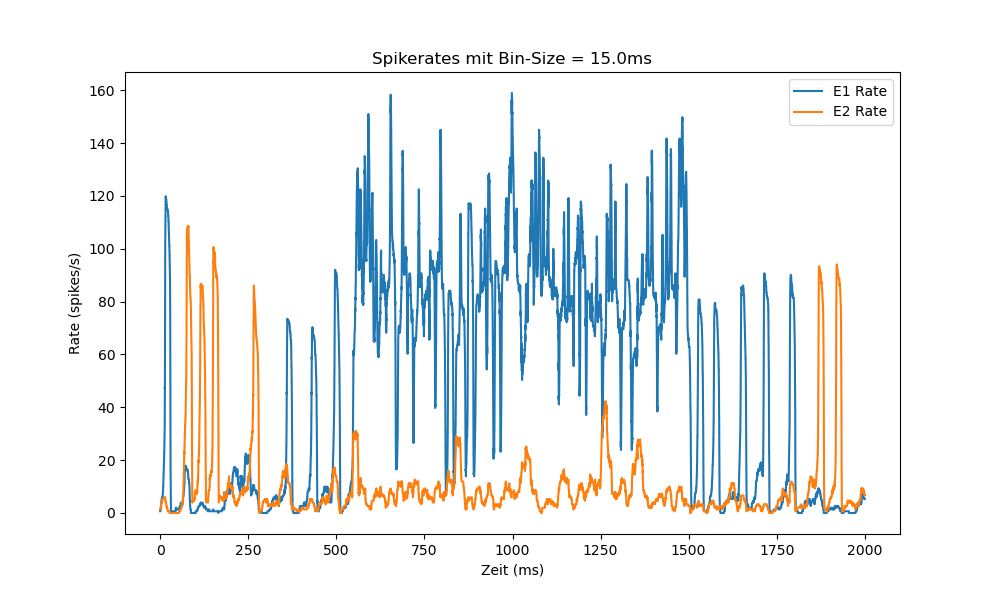 Spikerates mit Bin-Size = 15.0ms
E1 Rate
E2 Rate
160
140
120
100
80
60
40
20
0
Rate (spikes/s)
0 250 500 750 1000 1250 1500 1750 2000
Zeit (ms)